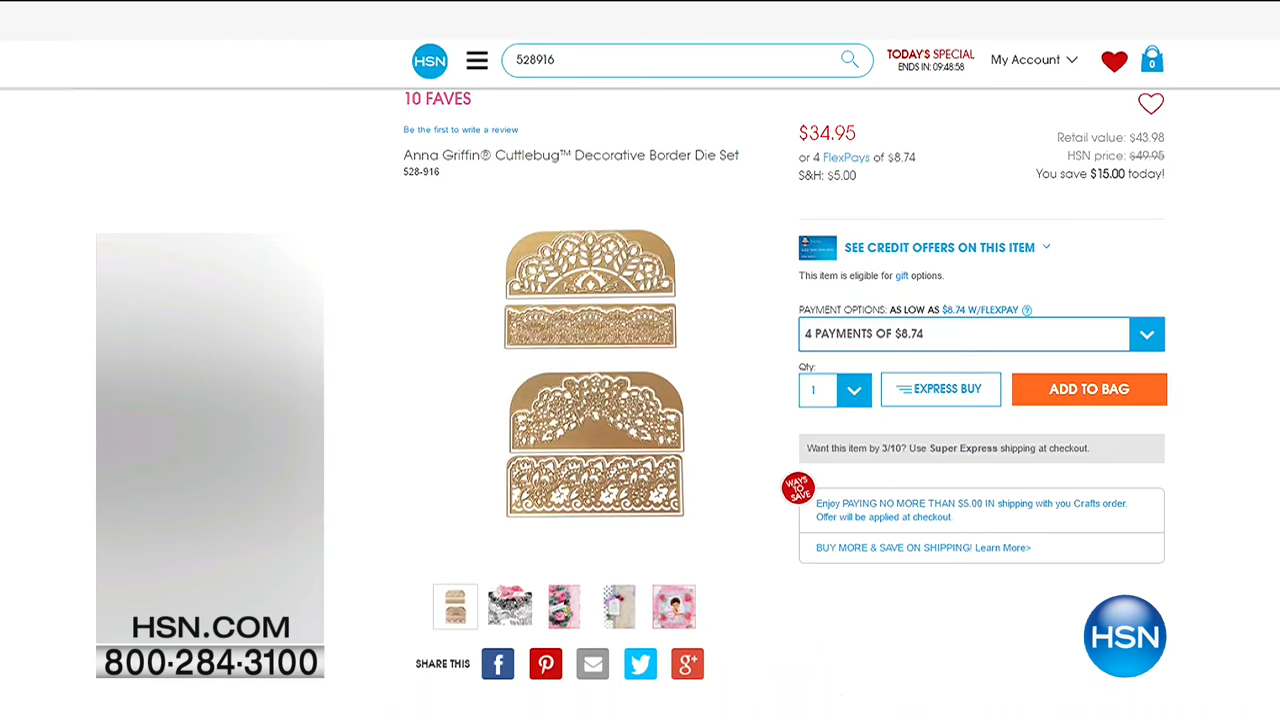 HSN
528916
TODAY'S SPECIAL
ENDS IN: 09:48:58
My Account
0
10 FAVES
Be the first to write a review
Anna Griffin® Cuttlebug™ Decorative Border Die Set
528-916
$34.95
or 4 FlexPays of $8.74
S&H: $5.00
Retail value: $43.98
HSN price: $49.95
You save $15.00 today!
SEE CREDIT OFFERS ON THIS ITEM
This item is eligible for gift options.
PAYMENT OPTIONS: AS LOW AS $8.74 W/FLEXPAY ?
4 PAYMENTS OF $8.74
Qty:
1
EXPRESS BUY
ADD TO BAG
Want this item by 3/10? Use Super Express shipping at checkout.
WAYS
TO
SAVE
Enjoy PAYING NO MORE THAN $5.00 IN shipping with you Crafts order.
Offer will be applied at checkout.
BUY MORE & SAVE ON SHIPPING! Learn More>
HSN.COM
800·284·3100
SHARE THIS
HSN